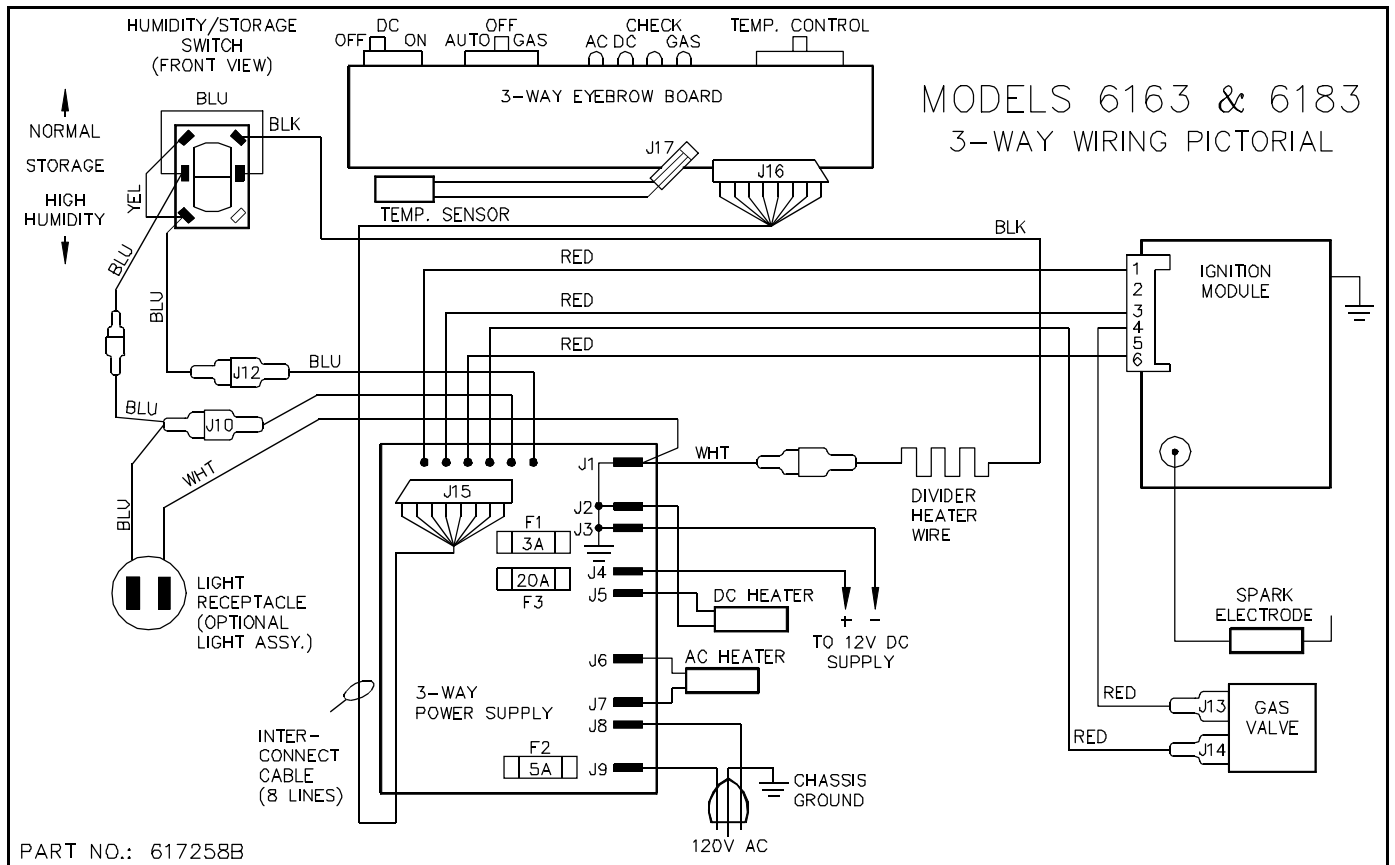 HUMIDITY/STORAGE
SWITCH
(FRONT VIEW)
DC
OFF ON
OFF
AUTO GAS
CHECK
AC DC GAS
TEMP. CONTROL
3-WAY EYEBROW BOARD
MODELS 6163 & 6183
3-WAY WIRING PICTORIAL
NORMAL
STORAGE
HIGH
HUMIDITY
BLU
BLK
YEL
BLU
BLU
J17
J16
TEMP. SENSOR
BLK
RED
RED
RED
1
2
3
4
5
6
IGNITION
MODULE
J12
BLU
BLU
J10
WHT
BLU
LIGHT
RECEPTACLE
(OPTIONAL
LIGHT ASSY.)
J15
F1
3A
20A
F3
J1
J2
J3
J4
J5
J6
J7
J8
J9
WHT
DIVIDER
HEATER
WIRE
DC HEATER
+ -
TO 12V DC
SUPPLY
AC HEATER
3-WAY
POWER SUPPLY
F2
5A
INTER-
CONNECT
CABLE
(8 LINES)
CHASSIS
GROUND
120V AC
SPARK
ELECTRODE
RED
J13
RED
J14
GAS
VALVE
PART NO.: 617258B